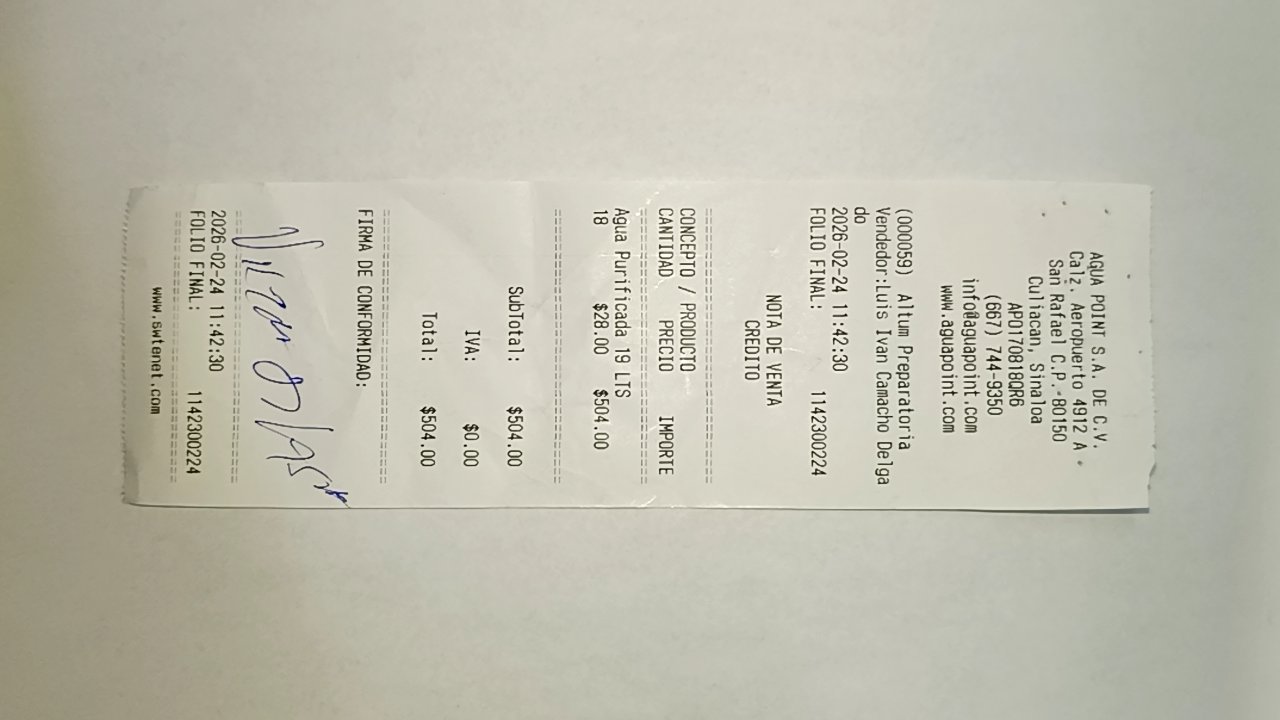 AGUA POINT S.A. DE C.V.
Calz. Aeropuerto 4912 A
San Rafael C.P.-80150
Culiacan, Sinaloa
APO170818QR6
(667) 744-9350
info@aguapoint.com
www.aguapoint.com
(000059) Altum Preparatoria
Vendedor:Luis Ivan Camacho Delga
do
2026-02-24 11:42:30
FOLIO FINAL: 1142300224
NOTA DE VENTA
CREDITO
================================
CONCEPTO / PRODUCTO
CANTIDAD PRECIO IMPORTE
================================
Agua Purificada 19 LTS
18 $28.00 $504.00
================================
SubTotal: $504.00
IVA: $0.00
Total: $504.00
================================
FIRMA DE CONFORMIDAD:
================================
2026-02-24 11:42:30
FOLIO FINAL: 1142300224
================================
www.swtenet.com